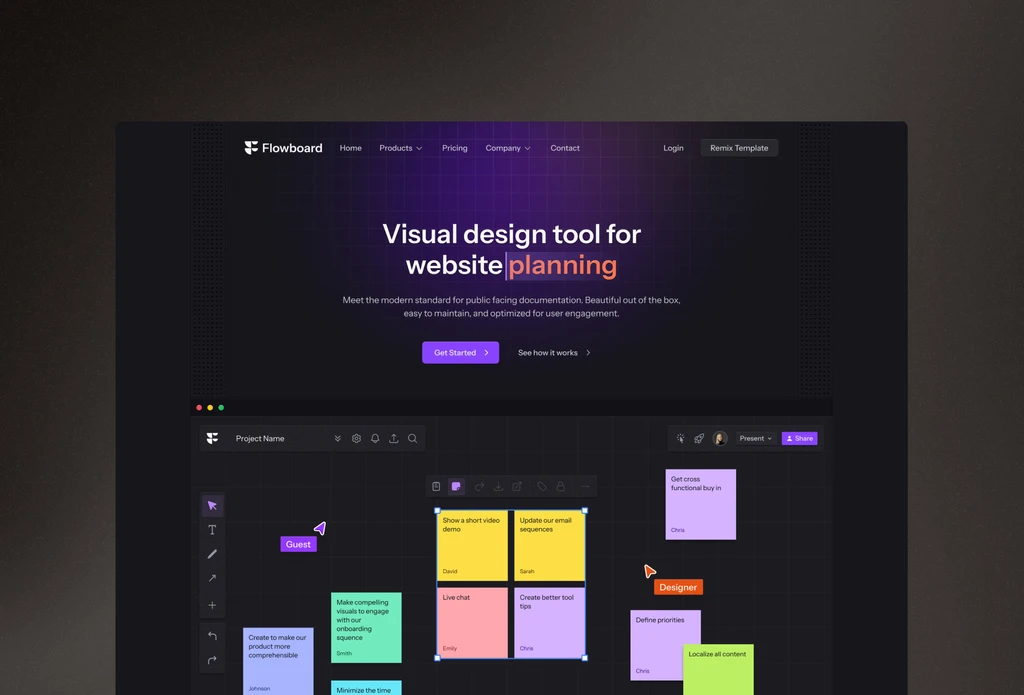 Flowboard Home Products Pricing Company Contact Login Remix Template
Visual design tool for
website planning
Meet the modern standard for public facing documentation. Beautiful out of the box,
easy to maintain, and optimized for user engagement.
Get Started See how it works
Project Name Present Share
Get cross
functional buy in
Chris
Show a short video
demo
David
Update our email
sequences
Sarah
Guest
Designer
Live chat
Emily
Create better tool
tips
Chris
Make compelling
visuals to engage
with our
onboarding
squence
Smith
Define priorities
Chris
Create to make our
product more
comprehensible
Johnson
Localize all content
Minimize the time